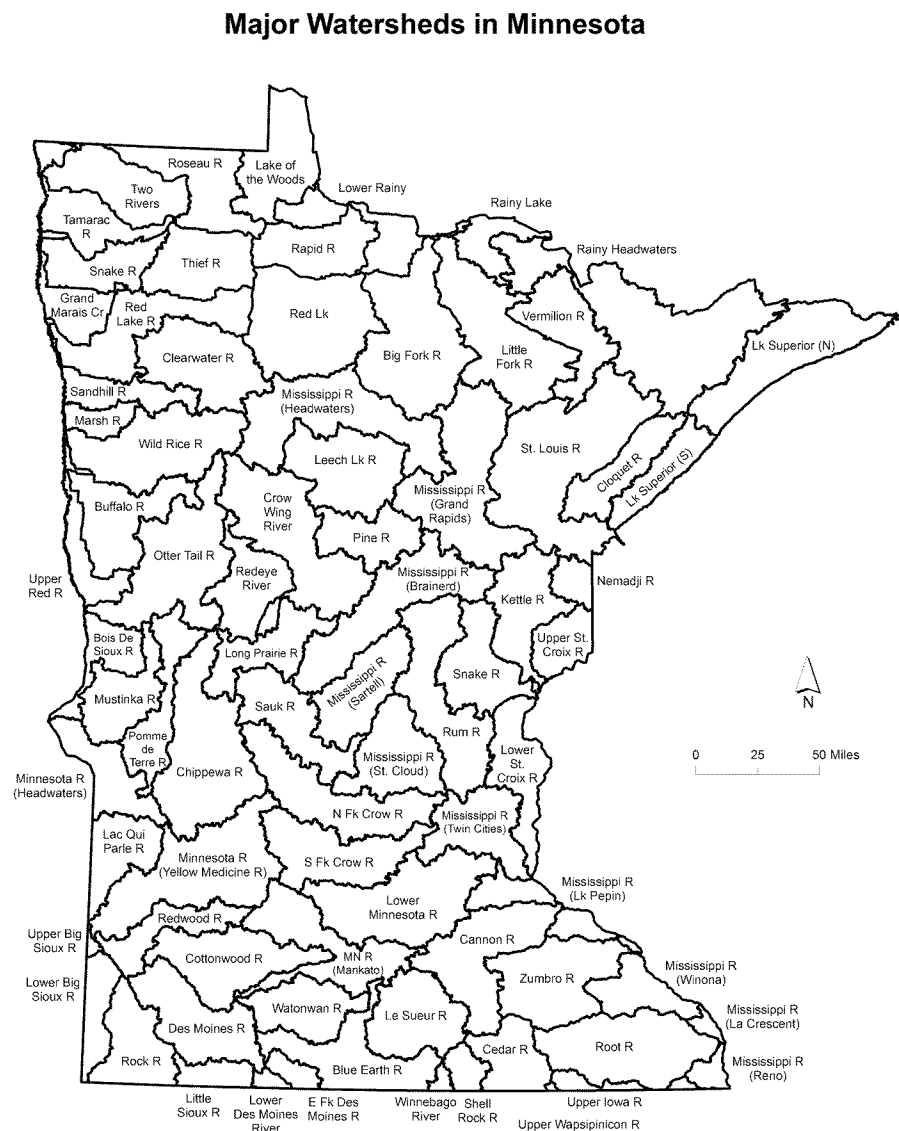 Major Watersheds in Minnesota
Roseau R
Lake of
the Woods
Two
Rivers
Lower Rainy
Rainy Lake
Tamarac
R
Rainy Headwaters
Rapid R
Thief R
Snake R
Grand
Marais Cr
Red
Lake R
Red Lk
Vermilion R
Lk Superior (N)
Clearwater R
Big Fork R
Little
Fork R
Sandhill R
Mississippi R
(Headwaters)
Marsh R
Wild Rice R
St. Louis R
Leech Lk R
Cloquet R
Lk Superior (S)
Buffalo R
Crow
Wing
River
Mississippi R
(Grand
Rapids)
Pine R
Otter Tail R
Redeye
River
Mississippi R
(Brainerd)
Upper
Red R
Nemadji R
Kettle R
Bois De
Sioux R
Long Prairie R
Upper St.
Croix R
Mustinka R
Sauk R
Mississippi R
(Sartell)
Snake R
N
Pomme
de
Terre R
Chippewa R
Mississippi R
(St. Cloud)
Rum R
Lower
St.
Croix R
0 25 50 Miles
Minnesota R
(Headwaters)
N Fk Crow R
Mississippi R
(Twin Cities)
Lac Qui
Parle R
Minnesota R
(Yellow Medicine R)
S Fk Crow R
Mississippi R
(Lk Pepin)
Lower
Minnesota R
Redwood R
Upper Big
Sioux R
Cannon R
Cottonwood R
MN R
(Mankato)
Zumbro R
Mississippi R
(Winona)
Lower Big
Sioux R
Watonwan R
Le Sueur R
Mississippi R
(La Crescent)
Des Moines R
Cedar R
Root R
Rock R
Blue Earth R
Mississippi R
(Reno)
Little
Sioux R
Lower
Des Moines
River
E Fk Des
Moines R
Winnebago
River
Shell
Rock R
Upper Iowa R
Upper Wapsipinicon R